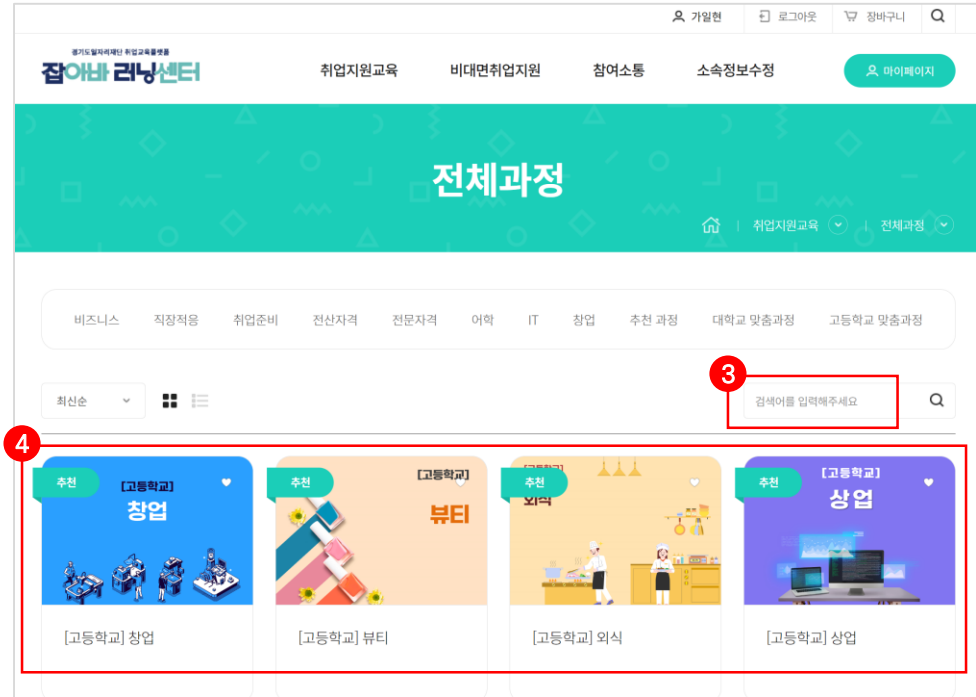 가일현 로그아웃 장바구니
경기도일자리재단 취업교육플랫폼
잡아바 러닝센터
취업지원교육 비대면취업지원 참여소통 소속정보수정 마이페이지
전체과정
취업지원교육 전체과정
비즈니스 직장적응 취업준비 전산자격 전문자격 어학 IT 창업 추천 과정 대학교 맞춤과정 고등학교 맞춤과정
3
최신순 검색어를 입력해주세요
4
추천 [고등학교] 창업
추천 [고등학교] 뷰티
추천 [고등학교] 외식
추천 [고등학교] 상업
[고등학교] 창업 [고등학교] 뷰티 [고등학교] 외식 [고등학교] 상업